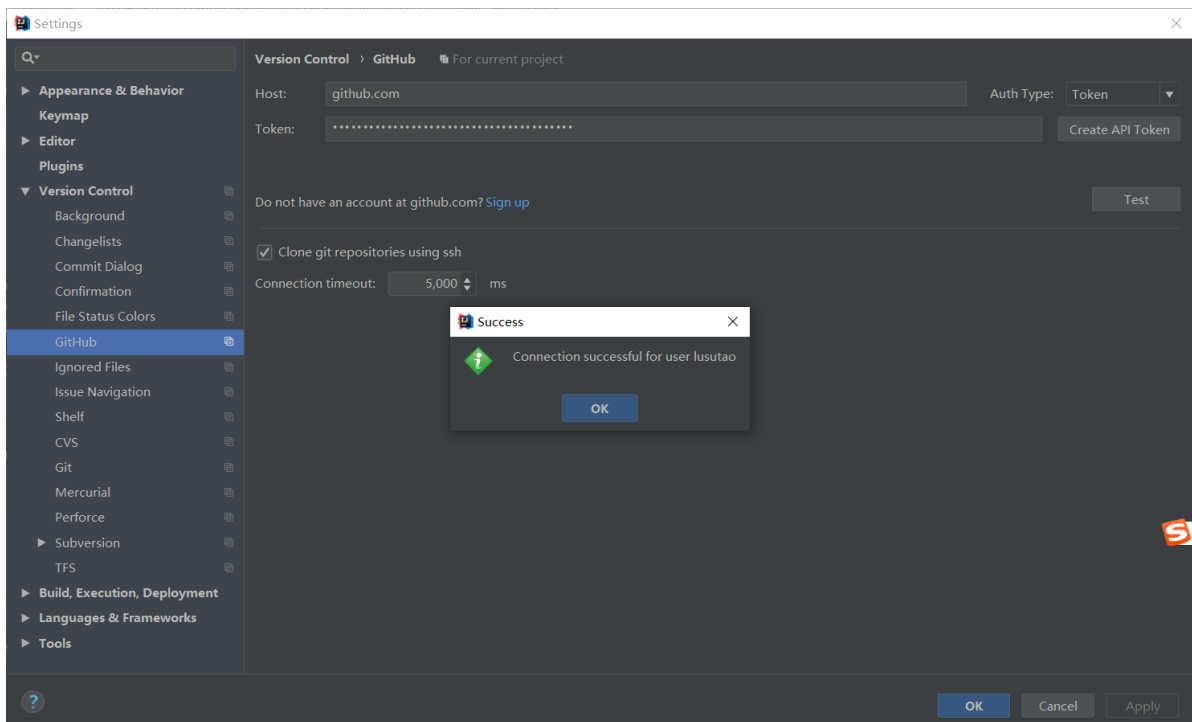 Settings
Version Control › GitHub For current project
Appearance & Behavior
Keymap
Editor
Plugins
Version Control
Background
Changelists
Commit Dialog
Confirmation
File Status Colors
GitHub
Ignored Files
Issue Navigation
Shelf
CVS
Git
Mercurial
Perforce
Subversion
TFS
Build, Execution, Deployment
Languages & Frameworks
Tools
Host: github.com Auth Type: Token
Token: •••••••••••••••••••••••••••••••••••••••• Create API Token
Do not have an account at github.com? Sign up Test
Clone git repositories using ssh
Connection timeout: 5,000 ms
Success
Connection successful for user lusutao
OK
S
? OK Cancel Apply